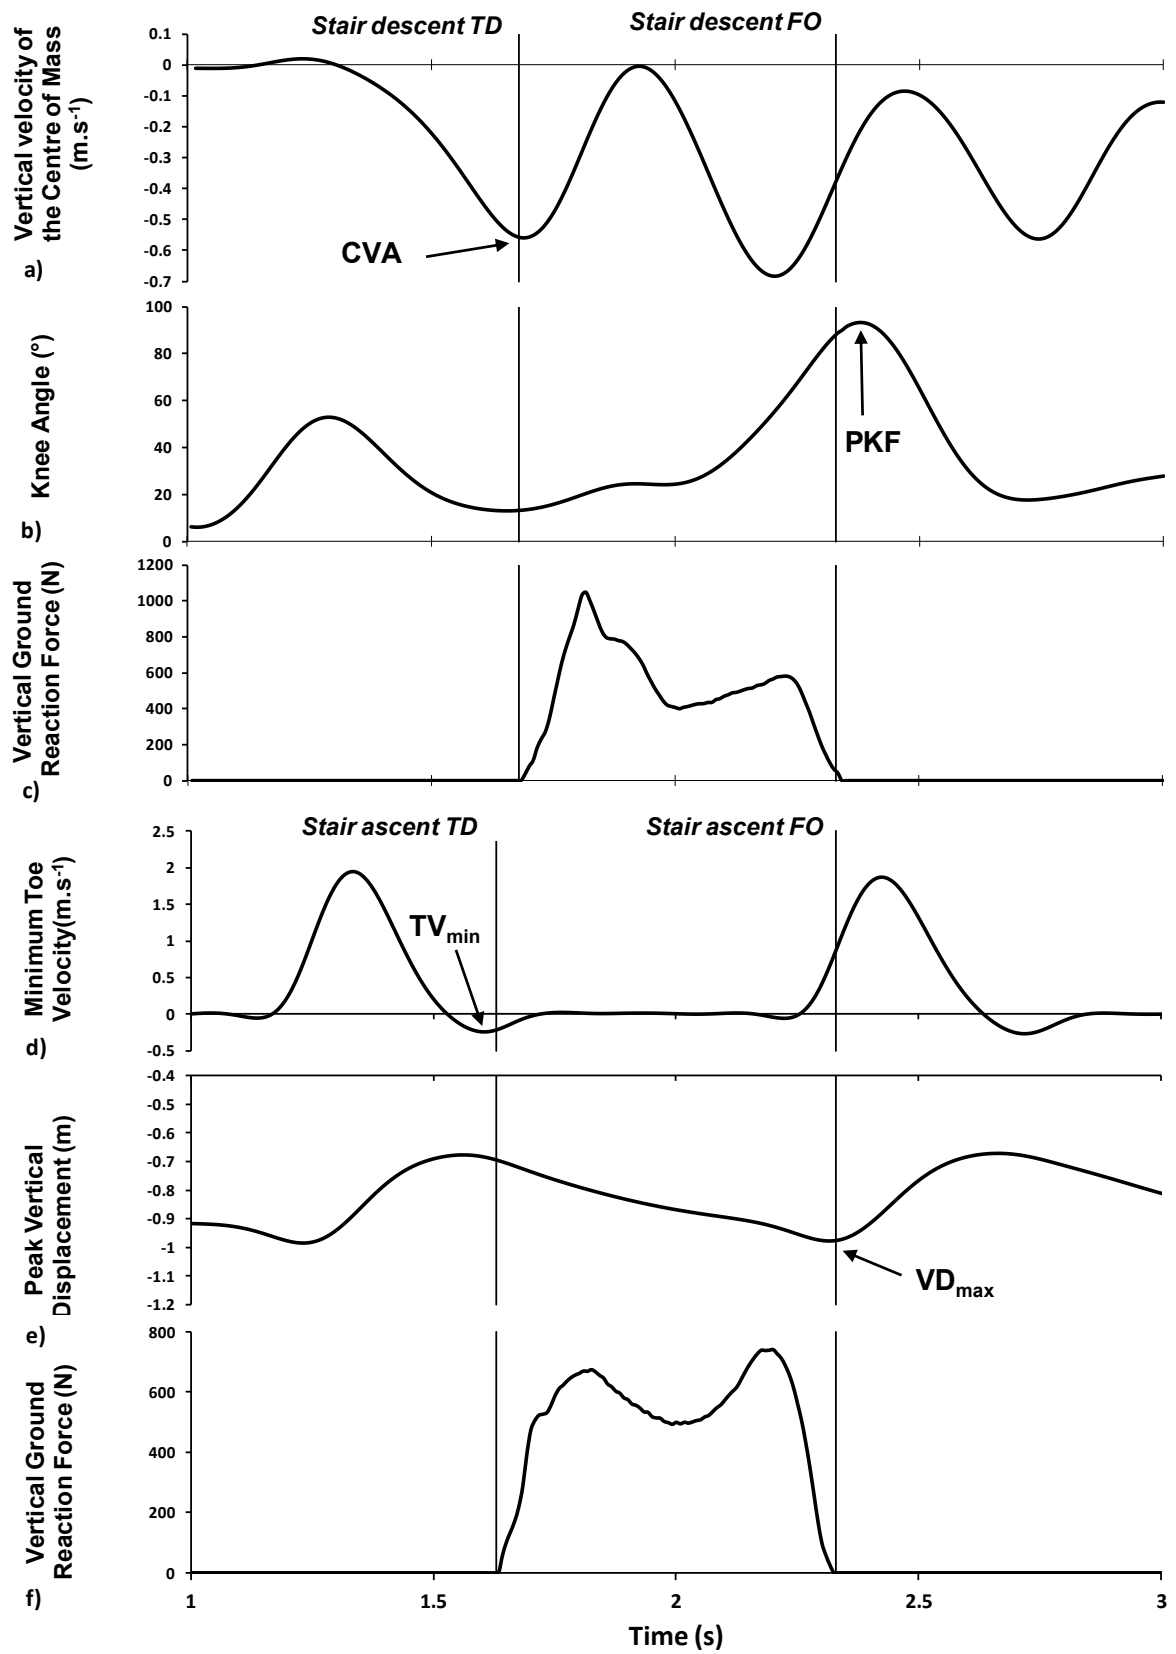 Stair descent TD
Stair descent FO
Vertical velocity of
the Centre of Mass
(m.s-1)
a)
0.1
0
-0.1
-0.2
-0.3
-0.4
-0.5
-0.6
-0.7
CVA
Knee Angle (°)
b)
100
80
60
40
20
0
PKF
Vertical Ground
Reaction Force (N)
c)
1200
1000
800
600
400
200
0
Stair ascent TD
Stair ascent FO
Minimum Toe
Velocity(m.s-1)
d)
2.5
2
1.5
1
0.5
0
-0.5
TVmin
Peak Vertical
Displacement (m)
e)
-0.4
-0.5
-0.6
-0.7
-0.8
-0.9
-1
-1.1
-1.2
VDmax
Vertical Ground
Reaction Force (N)
f)
800
600
400
200
0
1
1.5
2
2.5
3
Time (s)